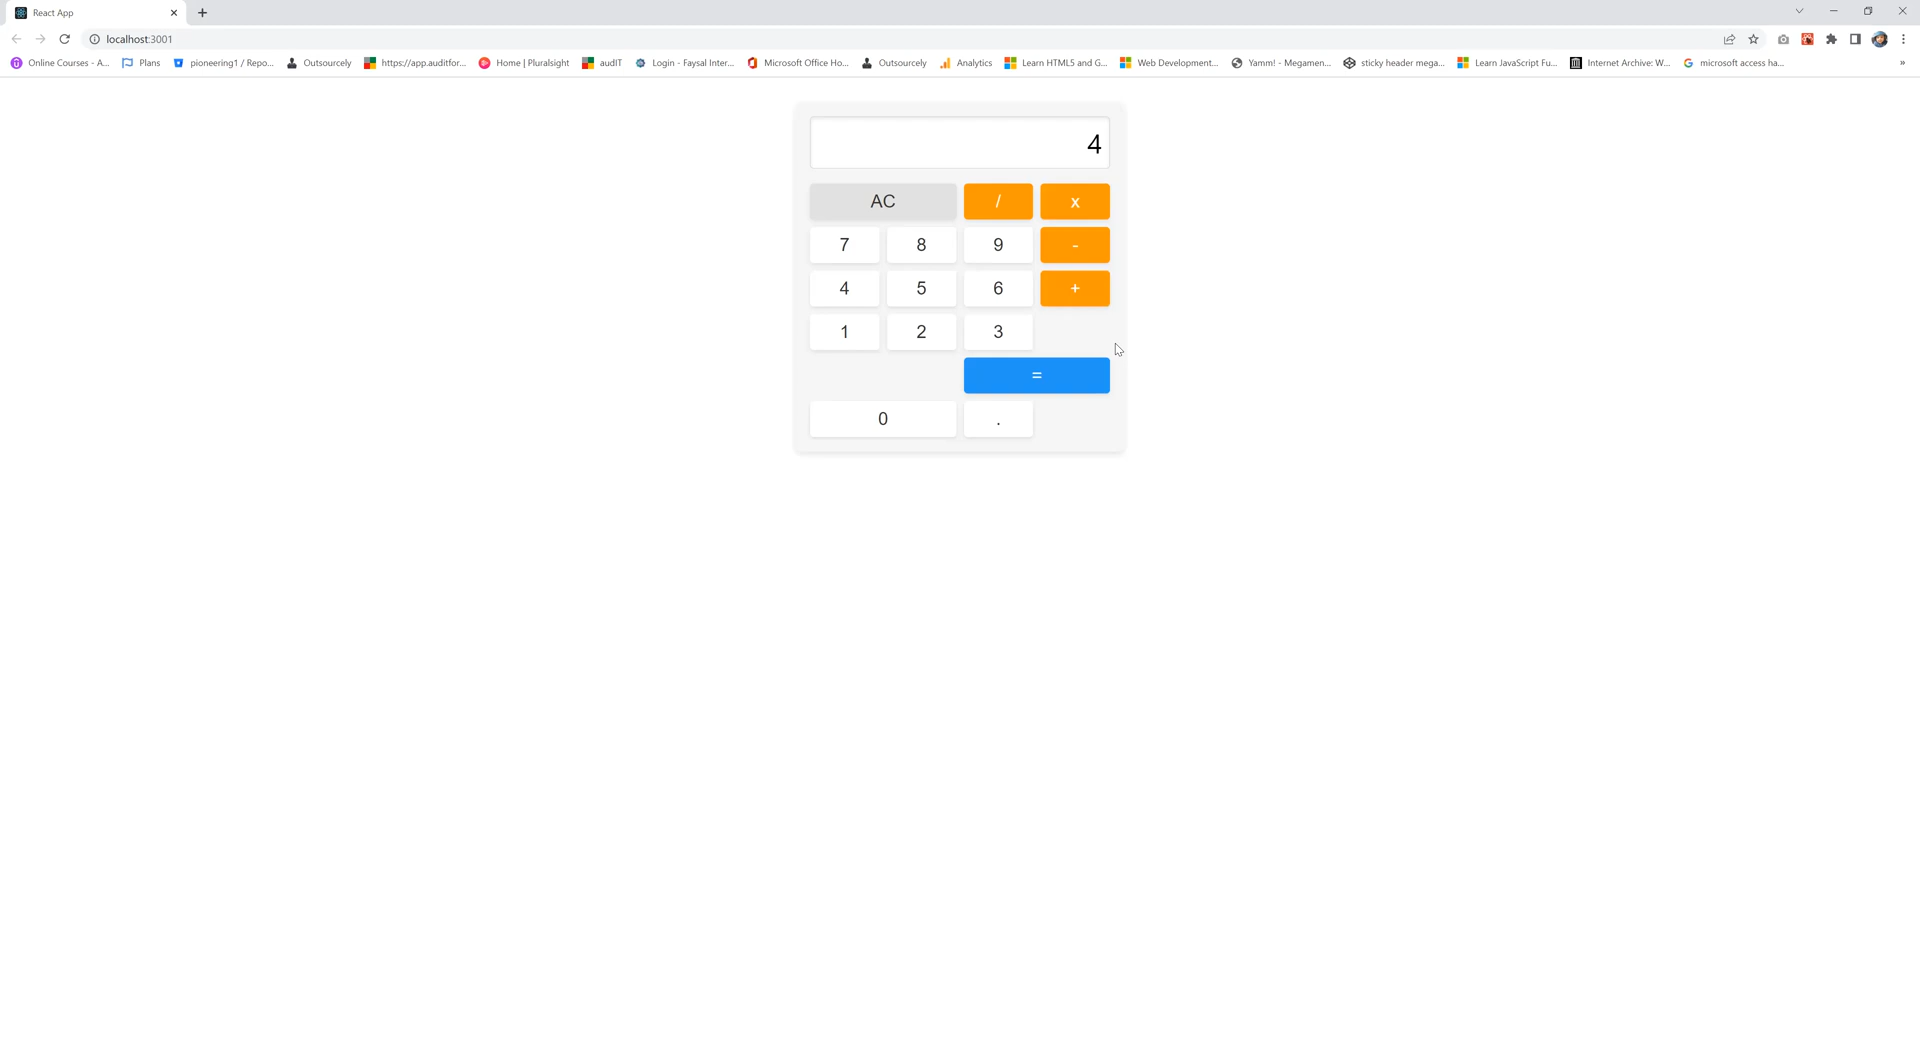 React App
localhost:3001
Online Courses - A... Plans pioneering1 / Repo... Outsourcely https://app.auditfor... Home | Pluralsight audIT Login - Faysal Inter... Microsoft Office Ho... Outsourcely Analytics Learn HTML5 and G... Web Development... Yamm! - Megamen... sticky header mega... Learn JavaScript Fu... Internet Archive: W... microsoft access ha... »
4
AC / x
7 8 9 -
4 5 6 +
1 2 3
=
0 .